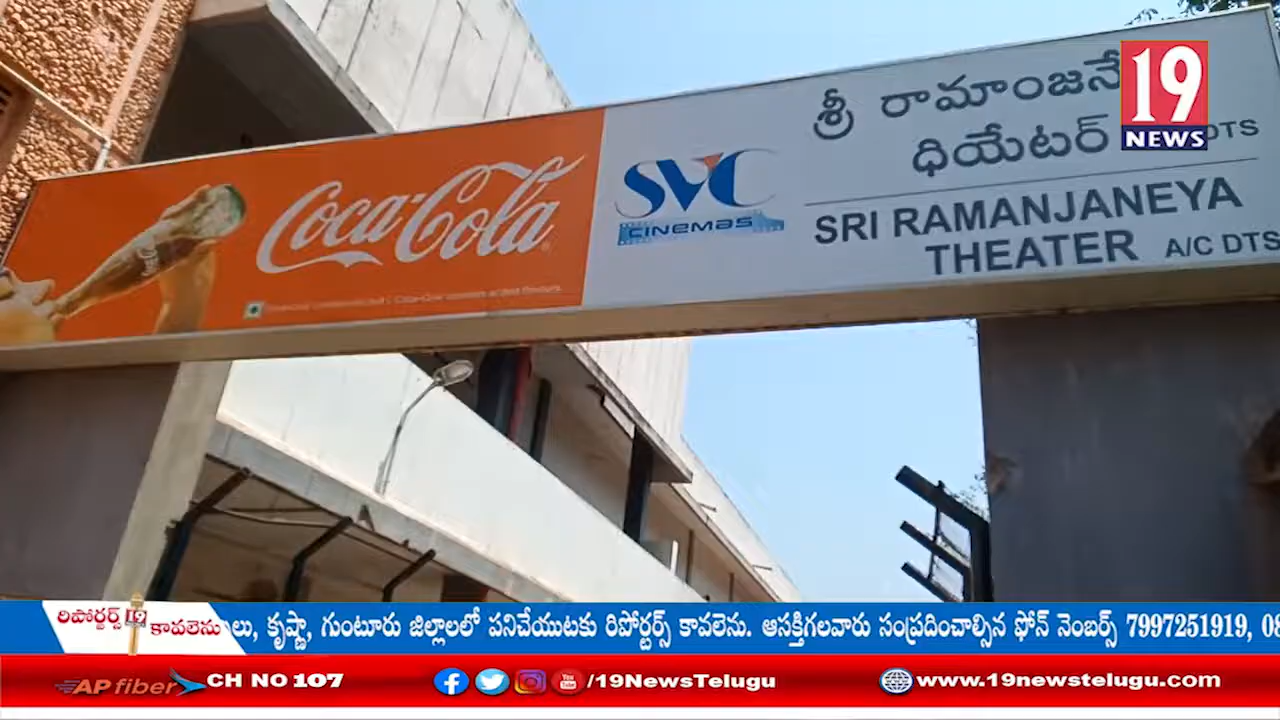 Coca-Cola
SVC
CINEMAS
శ్రీ రామాంజనే
థియేటర్
DTS
SRI RAMANJANEYA
THEATER A/C DTS
19
NEWS
రిపోర్టర్స్
కావలెను
లు, కృష్ణా, గుంటూరు జిల్లాలలో పనిచేయుటకు రిపోర్టర్స్ కావలెను. ఆసక్తిగలవారు సంప్రదించాల్సిన ఫోన్ నెంబర్స్ 7997251919, 08
AP fiber CH NO 107
/19NewsTelugu
www.19newstelugu.com